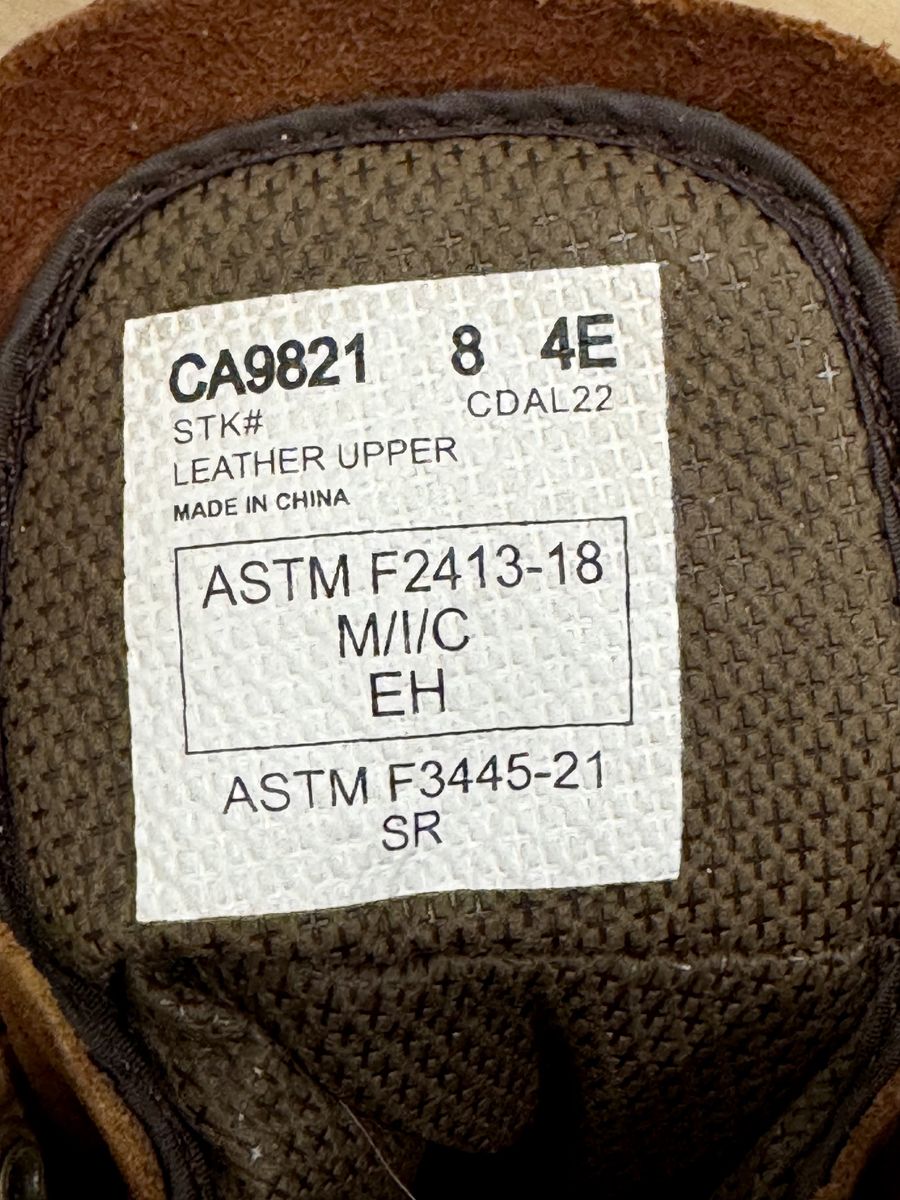 CA9821 8 4E
STK# CDAL22
LEATHER UPPER
MADE IN CHINA
ASTM F2413-18
M/I/C
EH
ASTM F3445-21
SR